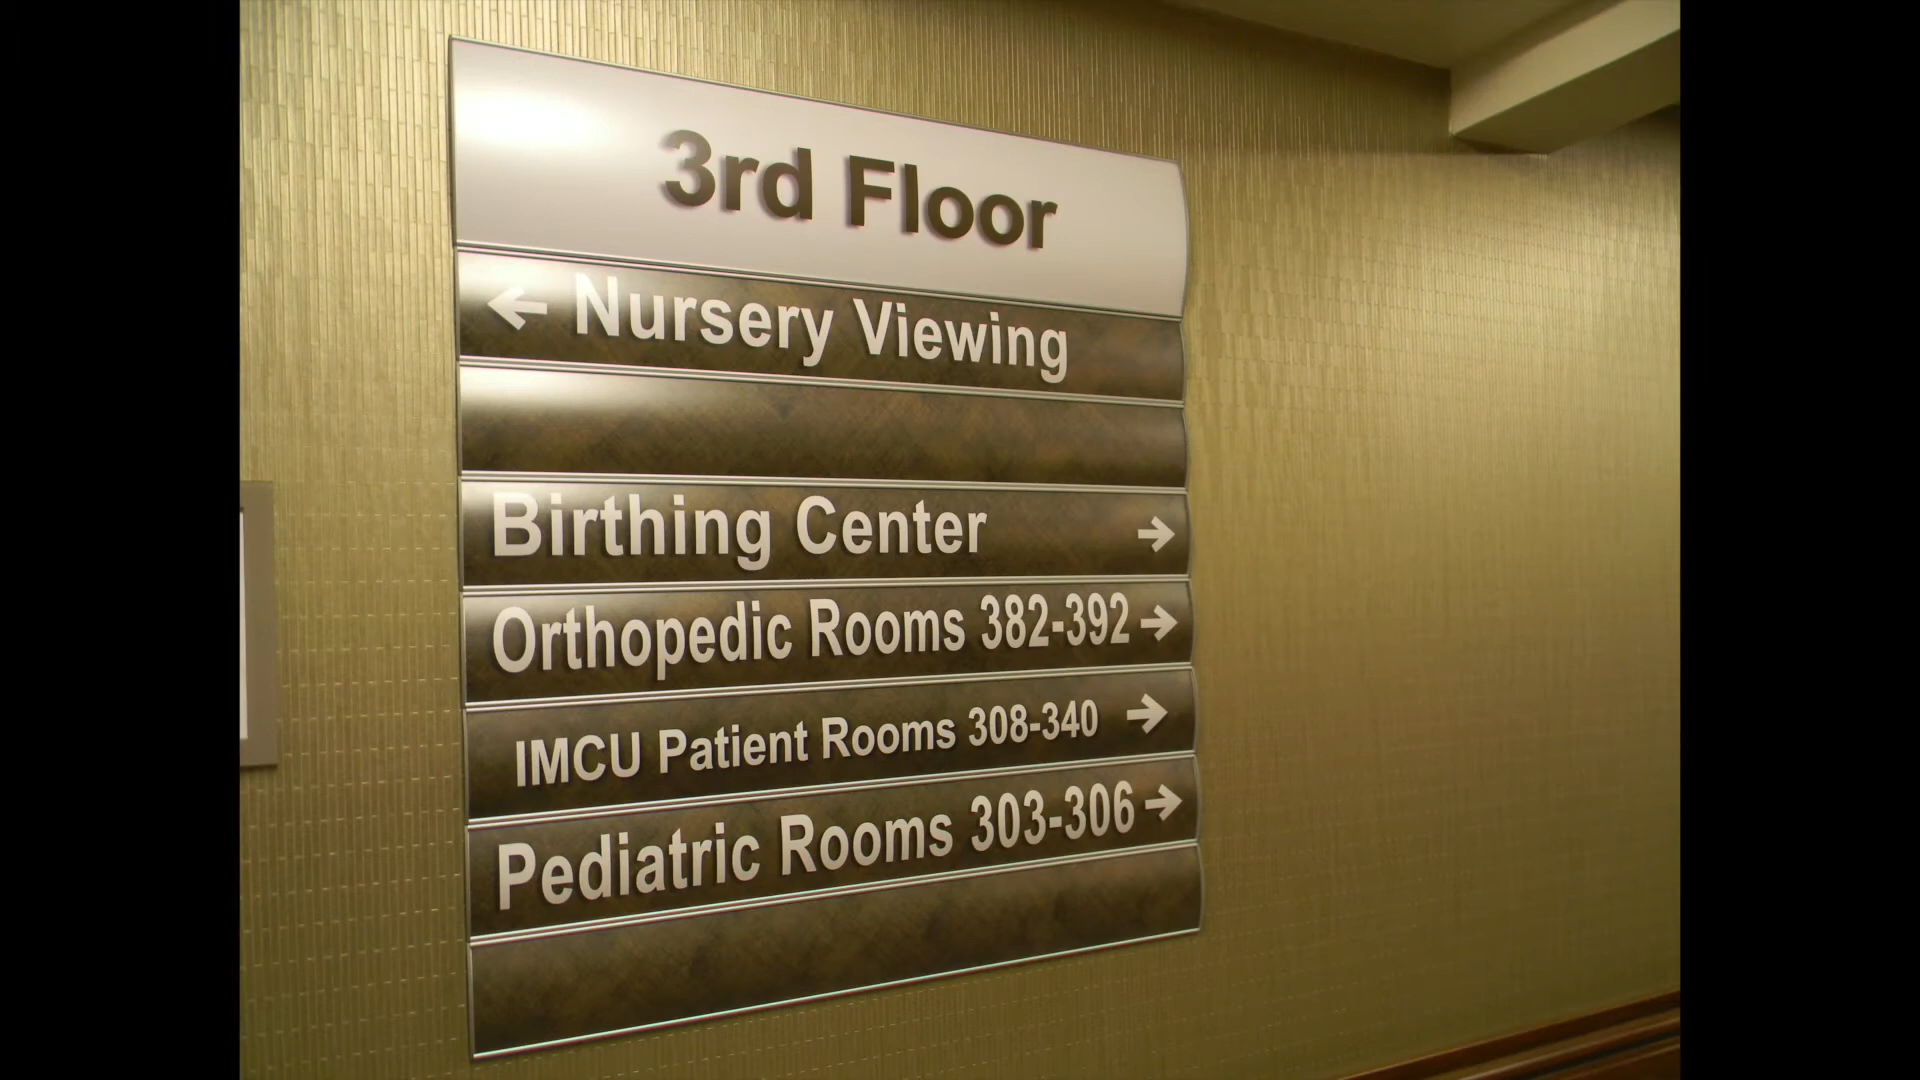 3rd Floor
← Nursery Viewing
Birthing Center →
Orthopedic Rooms 382-392 →
IMCU Patient Rooms 308-340 →
Pediatric Rooms 303-306 →